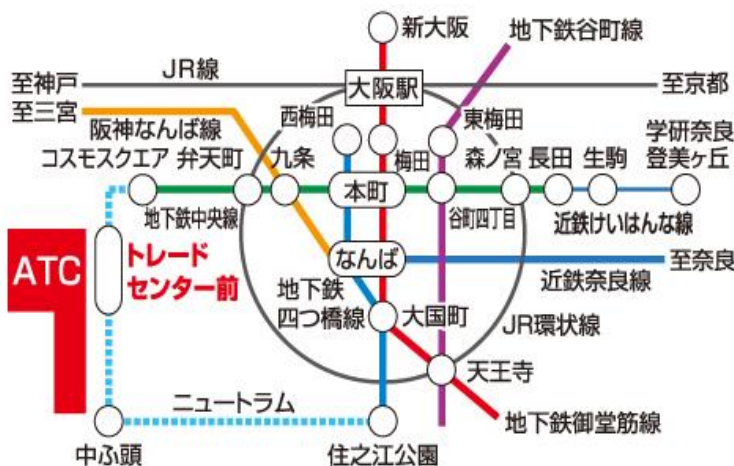 新大阪
地下鉄谷町線
至神戸
JR線
大阪駅
至京都
至三宮
阪神なんば線
西梅田
東梅田
学研奈良
登美ヶ丘
コスモスクエア
弁天町
九条
梅田
森ノ宮
長田
生駒
本町
地下鉄中央線
谷町四丁目
近鉄けいはんな線
ATC
トレード
センター前
なんば
至奈良
近鉄奈良線
地下鉄
四つ橋線
大国町
JR環状線
天王寺
ニュートラム
地下鉄御堂筋線
中ふ頭
住之江公園